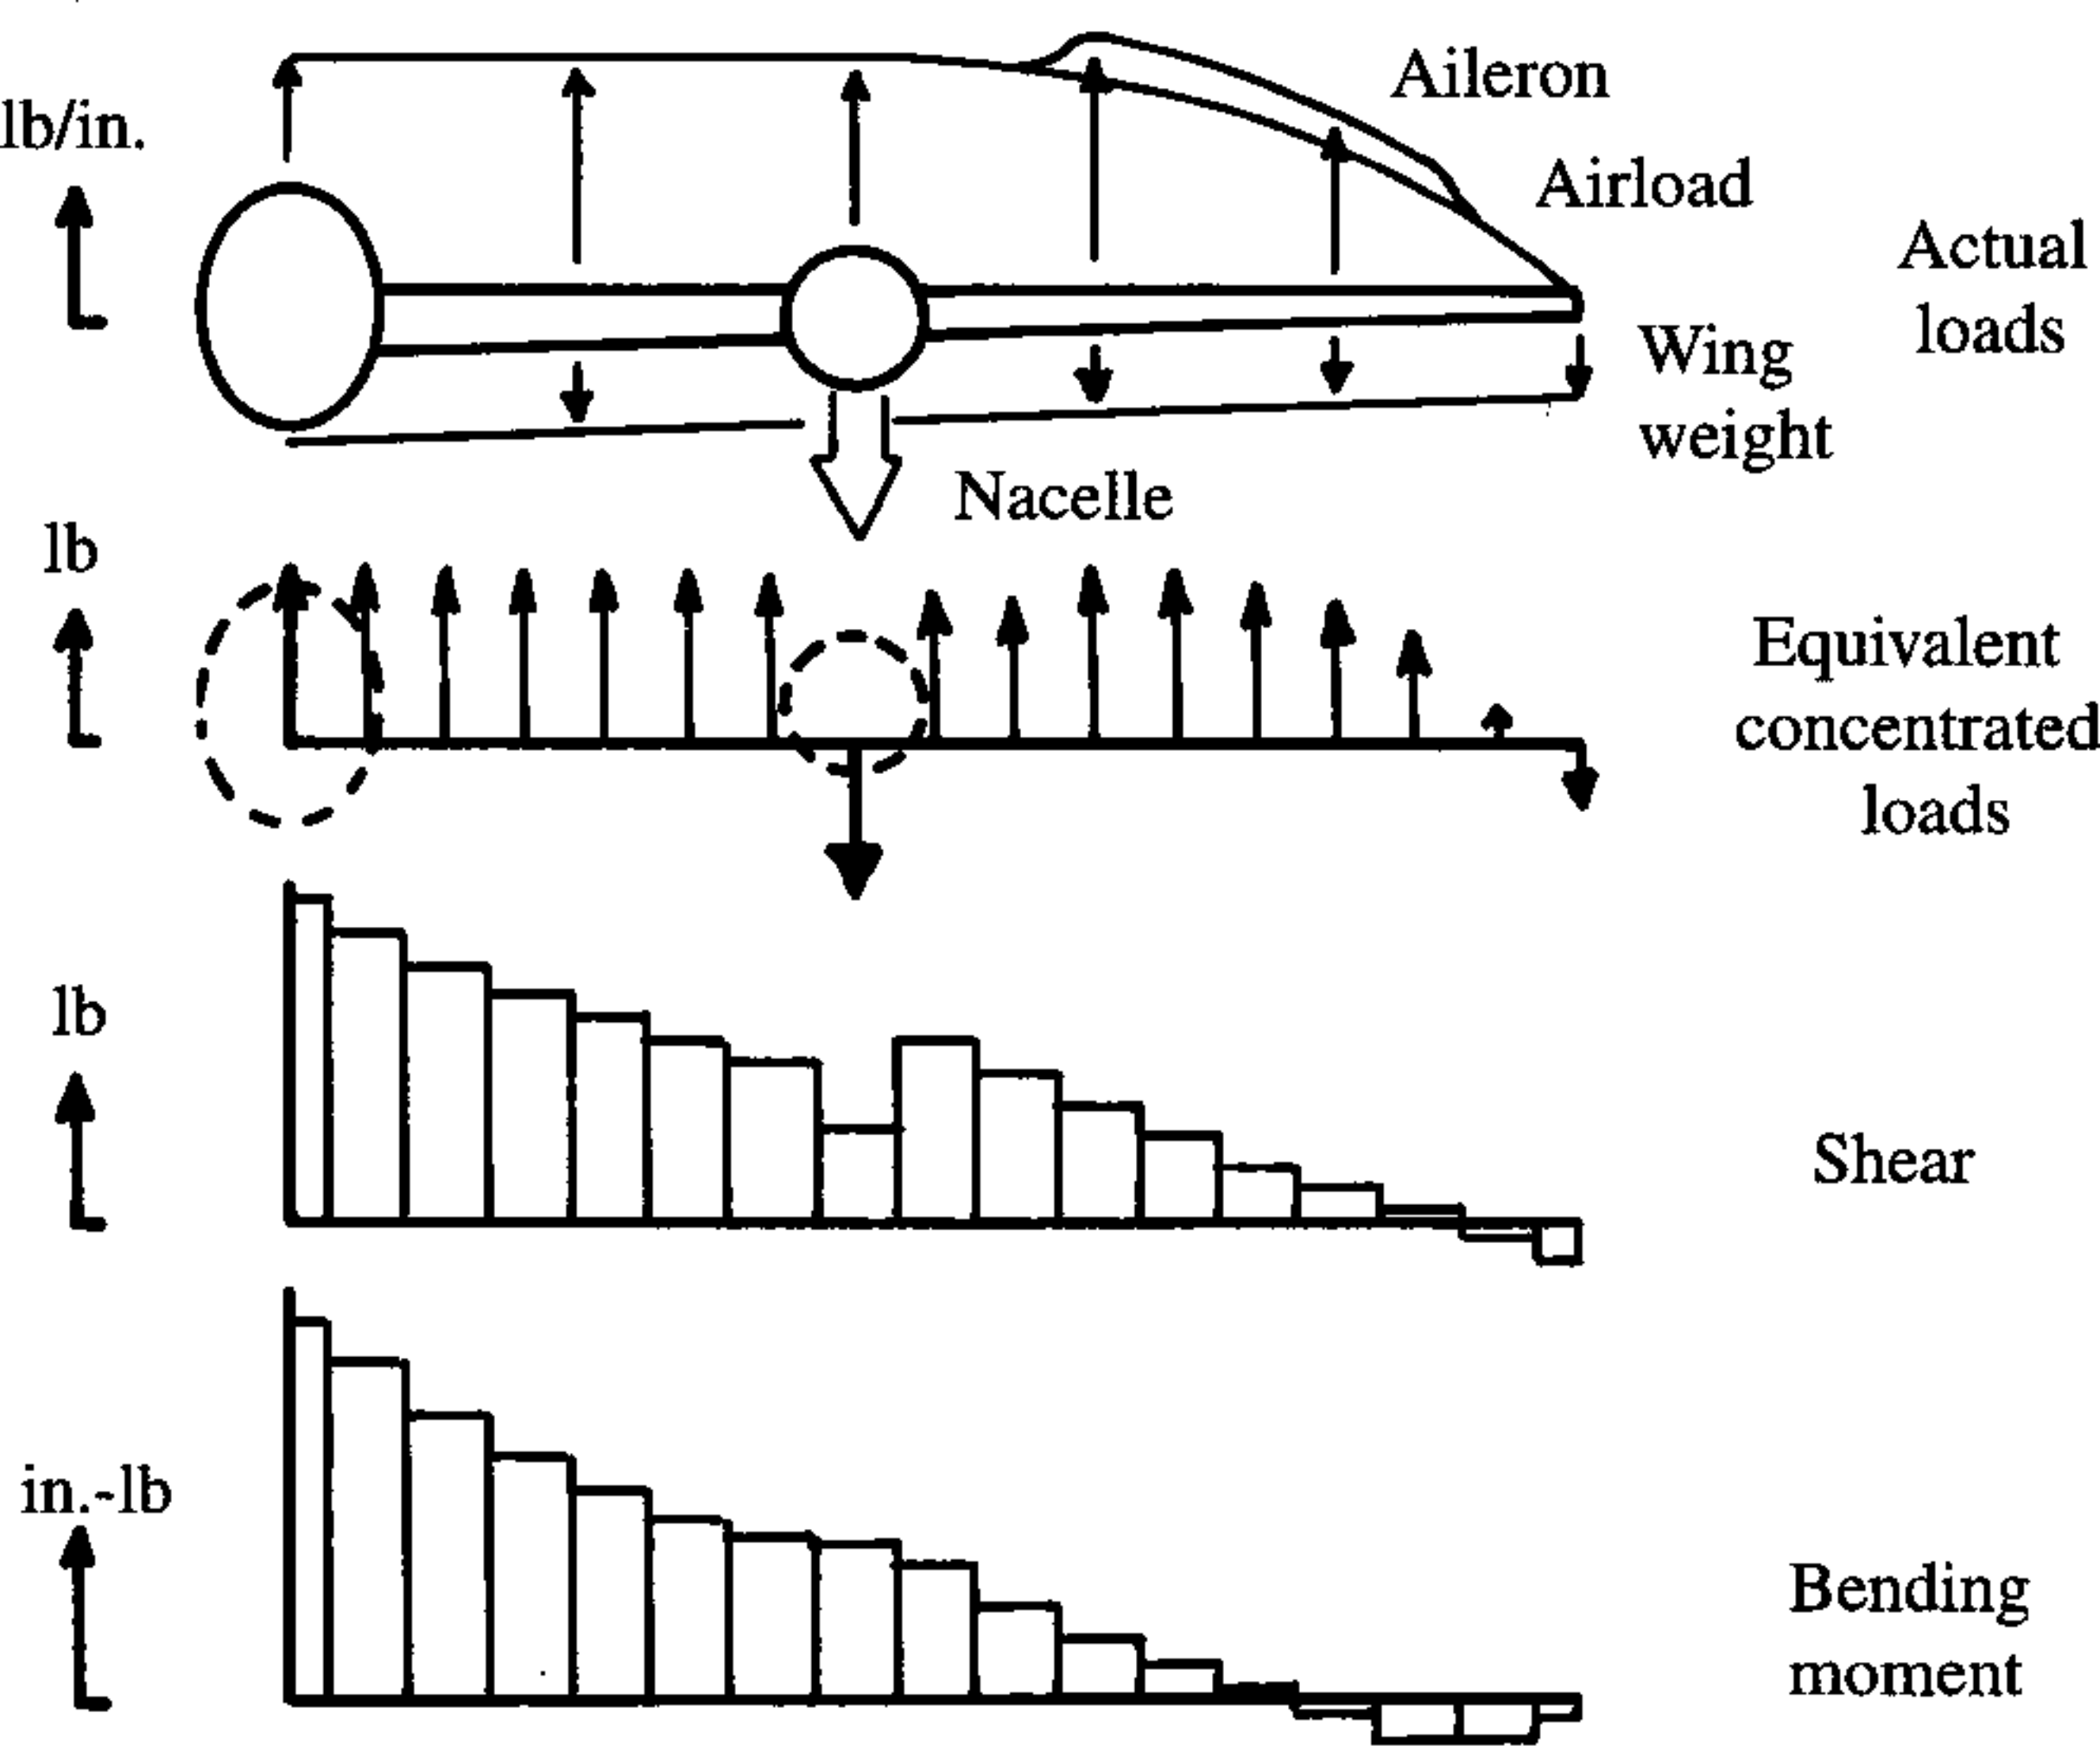 Aileron
lb/in.
Airload
Actual
loads
Wing
weight
Nacelle
lb
Equivalent
concentrated
loads
lb
Shear
in.-lb
Bending
moment